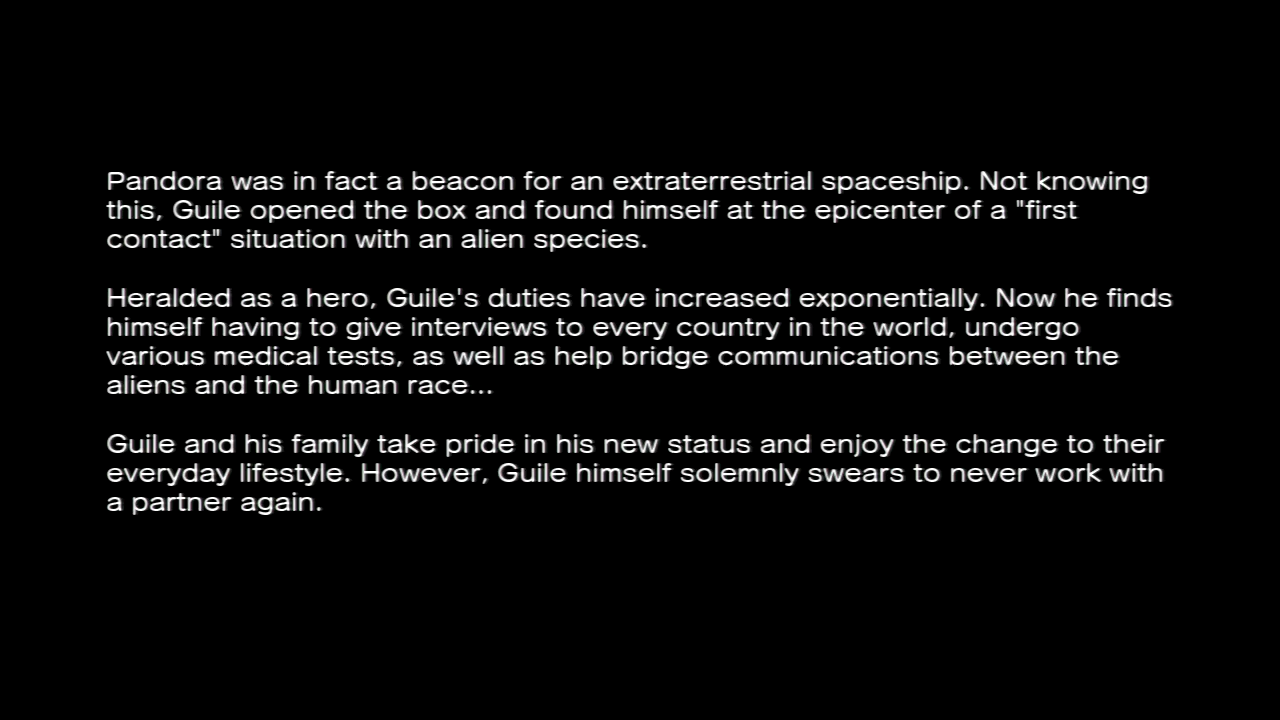 Pandora was in fact a beacon for an extraterrestrial spaceship. Not knowing
this, Guile opened the box and found himself at the epicenter of a "first
contact" situation with an alien species.
Heralded as a hero, Guile's duties have increased exponentially. Now he finds
himself having to give interviews to every country in the world, undergo
various medical tests, as well as help bridge communications between the
aliens and the human race...
Guile and his family take pride in his new status and enjoy the change to their
everyday lifestyle. However, Guile himself solemnly swears to never work with
a partner again.